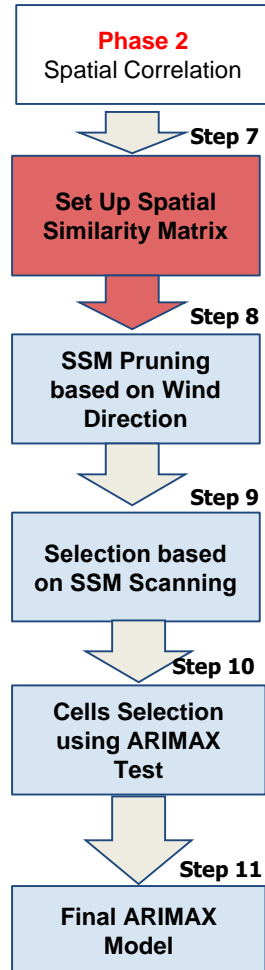 Phase 2
Spatial Correlation
Step 7
Set Up Spatial
Similarity Matrix
Step 8
SSM Pruning
based on Wind
Direction
Step 9
Selection based
on SSM Scanning
Step 10
Cells Selection
using ARIMAX
Test
Step 11
Final ARIMAX
Model